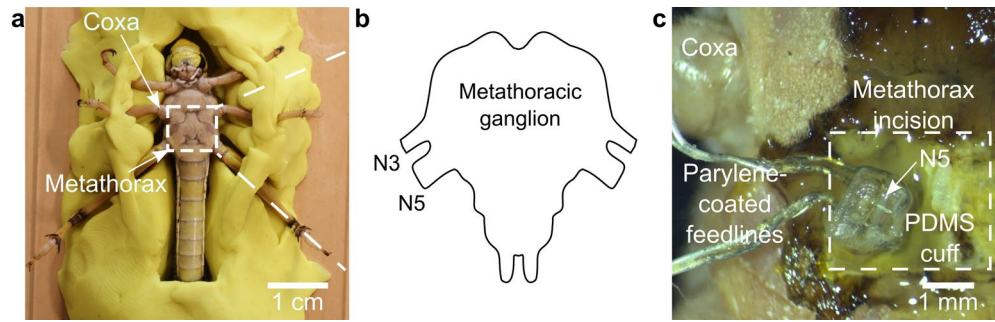 a
Coxa
Metathorax
1 cm
b
Metathoracic
ganglion
N3
N5
c
Coxa
Metathorax
incision
N5
Parylene-
coated
feedlines
PDMS
cuff
1 mm